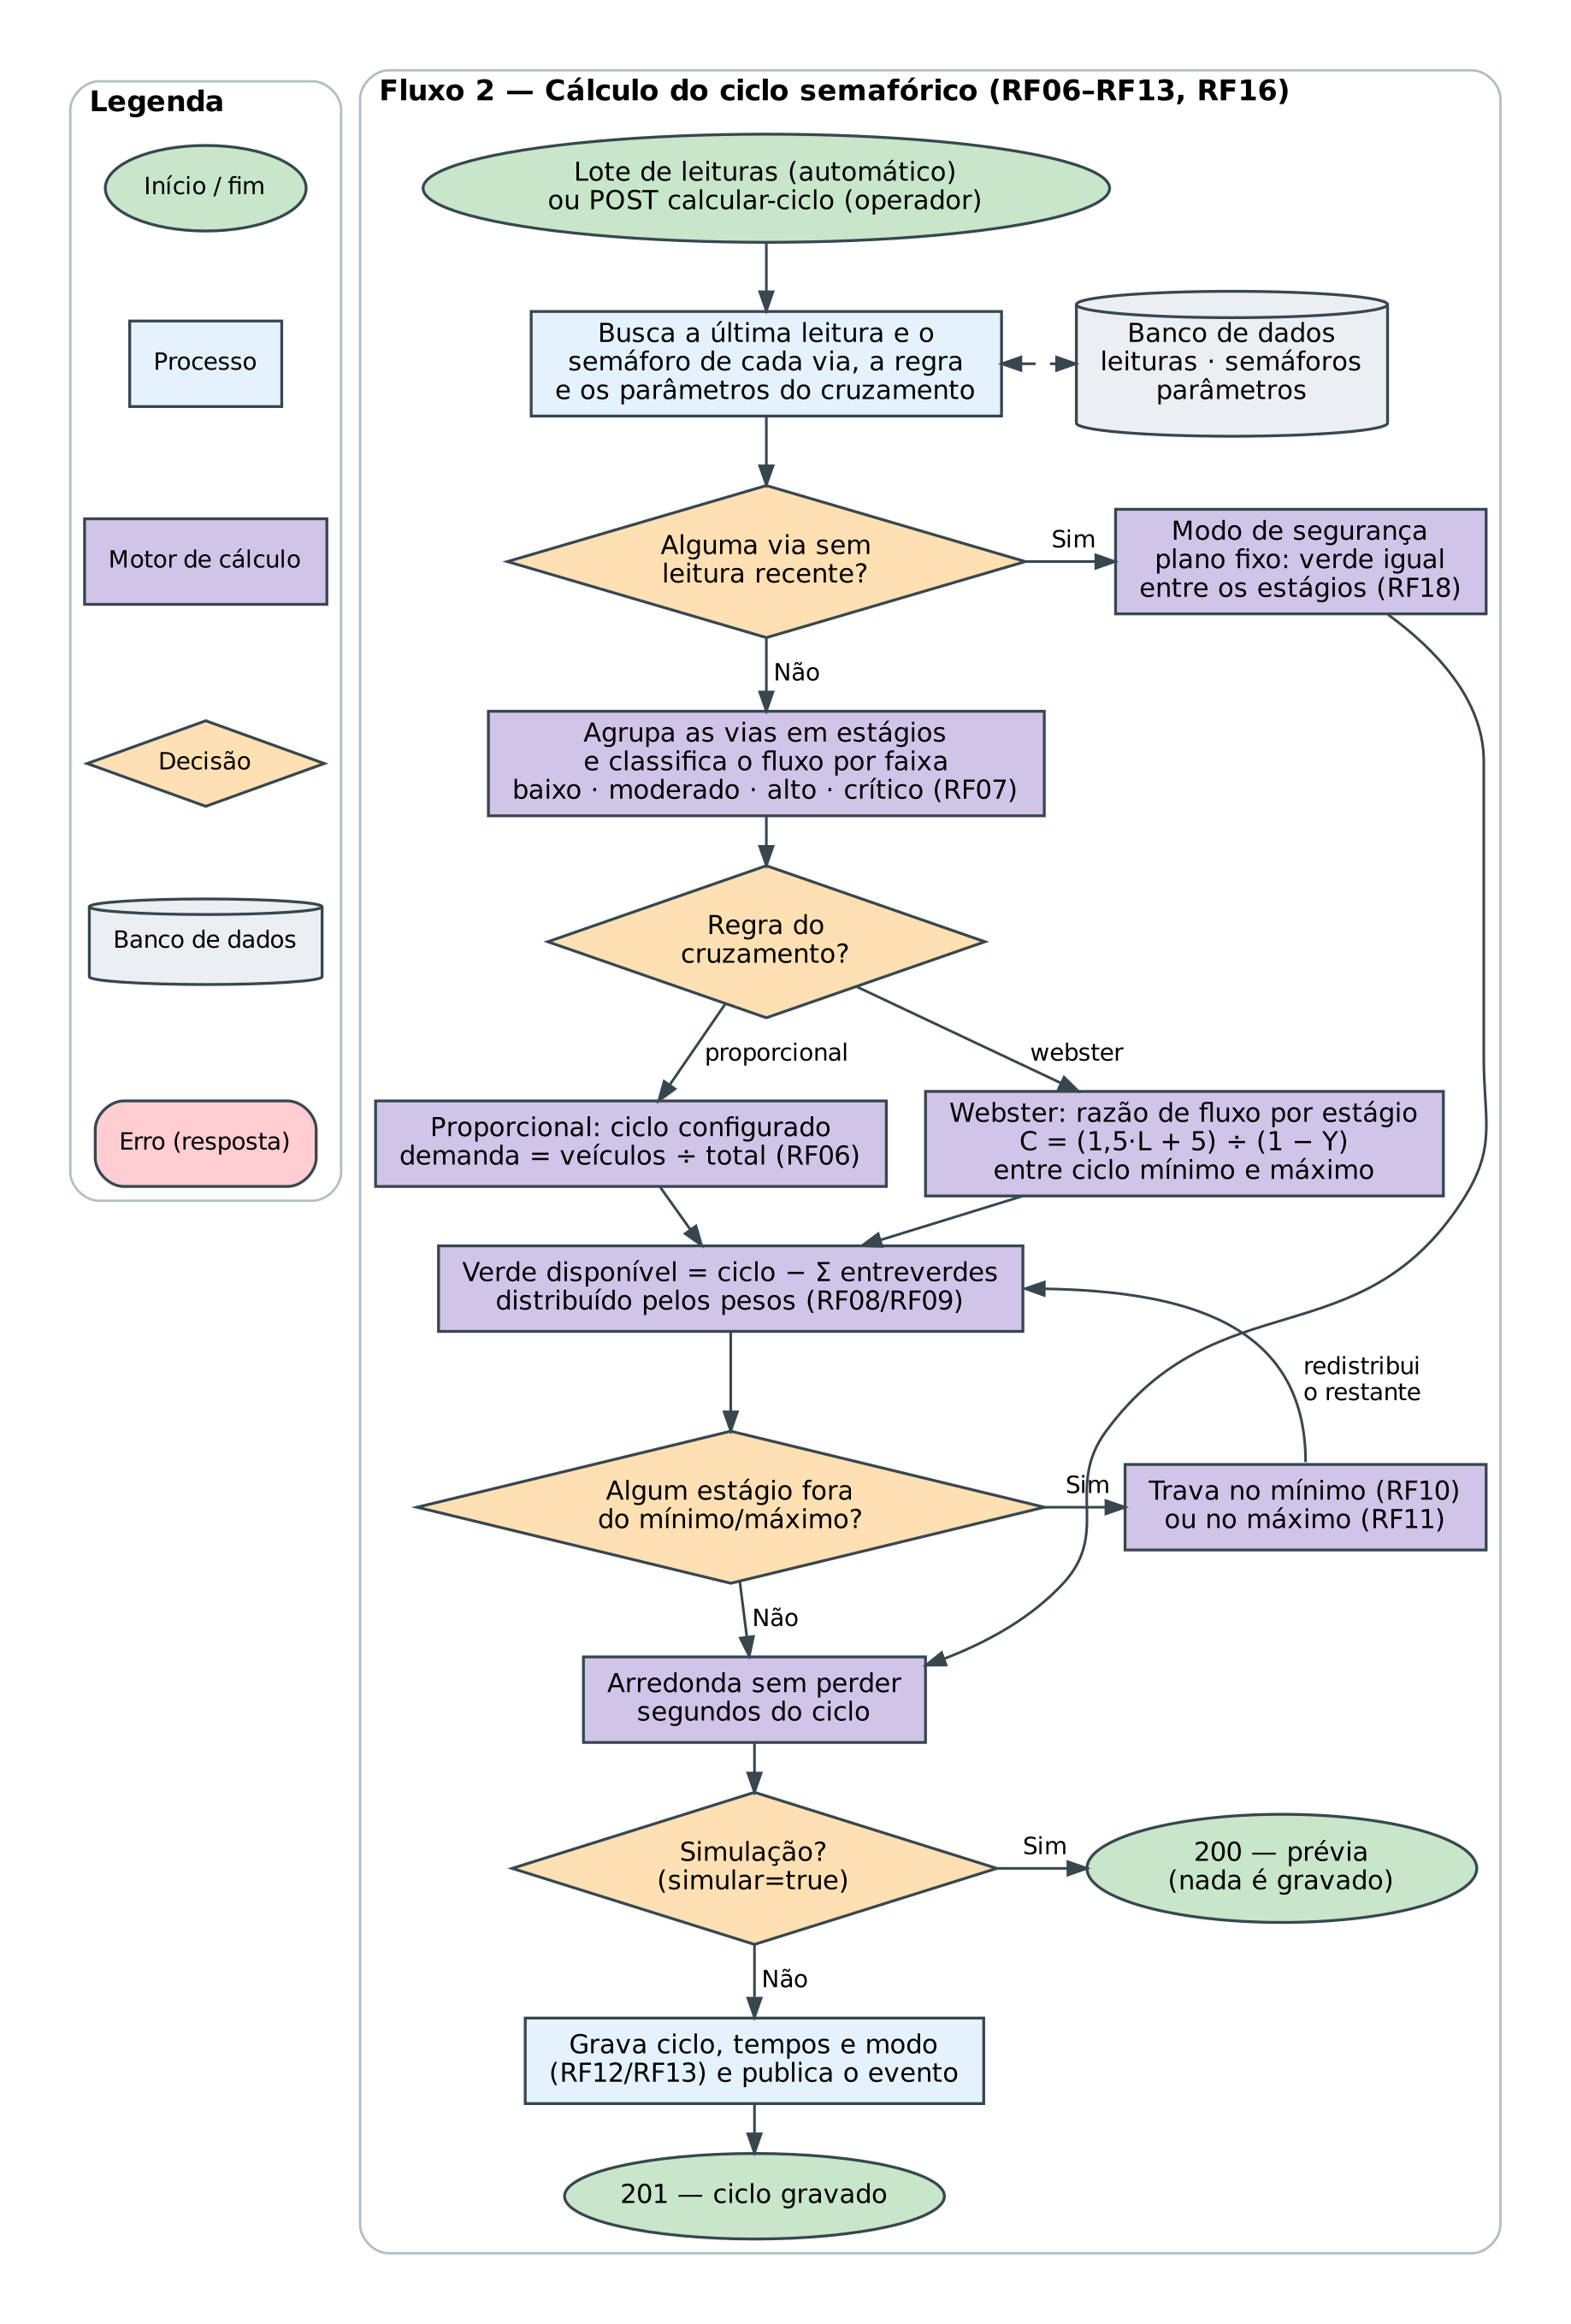 Legenda
Início / fim
Processo
Motor de cálculo
Decisão
Banco de dados
Erro (resposta)
Fluxo 2 — Cálculo do ciclo semafórico (RF06–RF13, RF16)
Lote de leituras (automático)
ou POST calcular-ciclo (operador)
Busca a última leitura e o
semáforo de cada via, a regra
e os parâmetros do cruzamento
Banco de dados
leituras · semáforos
parâmetros
Alguma via sem
leitura recente?
Sim
Modo de segurança
plano fixo: verde igual
entre os estágios (RF18)
Não
Agrupa as vias em estágios
e classifica o fluxo por faixa
baixo · moderado · alto · crítico (RF07)
Regra do
cruzamento?
proporcional
webster
Proporcional: ciclo configurado
demanda = veículos ÷ total (RF06)
Webster: razão de fluxo por estágio
C = (1,5·L + 5) ÷ (1 − Y)
entre ciclo mínimo e máximo
Verde disponível = ciclo − Σ entreverdes
distribuído pelos pesos (RF08/RF09)
redistribui
o restante
Algum estágio fora
do mínimo/máximo?
Sim
Trava no mínimo (RF10)
ou no máximo (RF11)
Não
Arredonda sem perder
segundos do ciclo
Simulação?
(simular=true)
Sim
200 — prévia
(nada é gravado)
Não
Grava ciclo, tempos e modo
(RF12/RF13) e publica o evento
201 — ciclo gravado